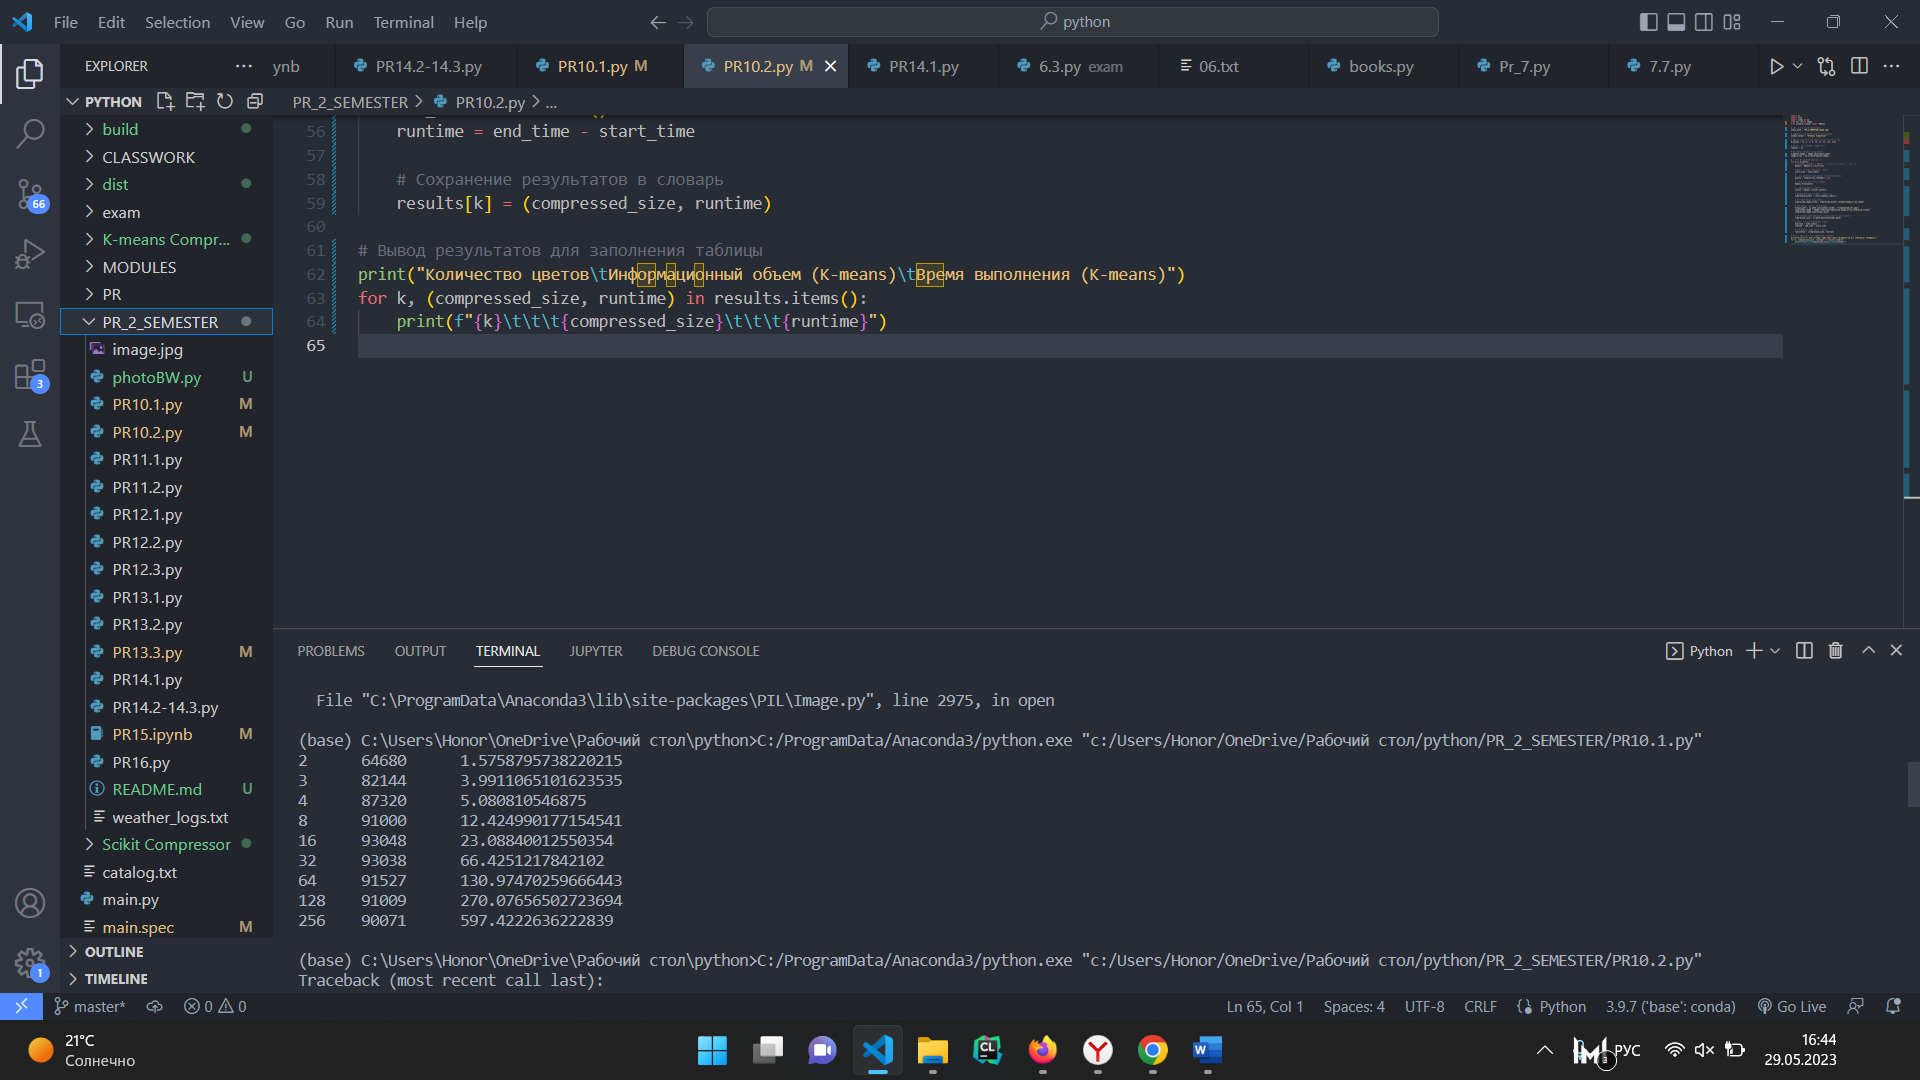 File Edit Selection View Go Run Terminal Help
python
EXPLORER
ynb
PR14.2-14.3.py
PR10.1.py M
PR10.2.py M
PR14.1.py
6.3.py exam
06.txt
books.py
Pr_7.py
7.7.py
PYTHON
PR_2_SEMESTER > PR10.2.py > ...
build
CLASSWORK
dist
exam
K-means Compr...
MODULES
PR
PR_2_SEMESTER
image.jpg
photoBW.py U
PR10.1.py M
PR10.2.py M
PR11.1.py
PR11.2.py
PR12.1.py
PR12.2.py
PR12.3.py
PR13.1.py
PR13.2.py
PR13.3.py M
PR14.1.py
PR14.2-14.3.py
PR15.ipynb M
PR16.py
README.md U
weather_logs.txt
Scikit Compressor
catalog.txt
main.py
main.spec M
OUTLINE
TIMELINE
66
3
1
56 runtime = end_time - start_time
57
58 # Сохранение результатов в словарь
59 results[k] = (compressed_size, runtime)
60
61 # Вывод результатов для заполнения таблицы
62 print("Количество цветов\tИнформационный объем (K-means)\tВремя выполнения (K-means)")
63 for k, (compressed_size, runtime) in results.items():
64 print(f"{k}\t\t\t{compressed_size}\t\t\t{runtime}")
65
PROBLEMS OUTPUT TERMINAL JUPYTER DEBUG CONSOLE
Python
File "C:\ProgramData\Anaconda3\lib\site-packages\PIL\Image.py", line 2975, in open
(base) C:\Users\Honor\OneDrive\Рабочий стол\python>C:/ProgramData/Anaconda3/python.exe "c:/Users/Honor/OneDrive/Рабочий стол/python/PR_2_SEMESTER/PR10.1.py"
2 64680 1.5758795738220215
3 82144 3.9911065101623535
4 87320 5.080810546875
8 91000 12.424990177154541
16 93048 23.08840012550354
32 93038 66.4251217842102
64 91527 130.97470259666443
128 91009 270.07656502723694
256 90071 597.4222636222839
(base) C:\Users\Honor\OneDrive\Рабочий стол\python>C:/ProgramData/Anaconda3/python.exe "c:/Users/Honor/OneDrive/Рабочий стол/python/PR_2_SEMESTER/PR10.2.py"
Traceback (most recent call last):
master* 0 0
Ln 65, Col 1 Spaces: 4 UTF-8 CRLF Python 3.9.7 ('base': conda) Go Live
21°C
Солнечно
РУС
16:44
29.05.2023